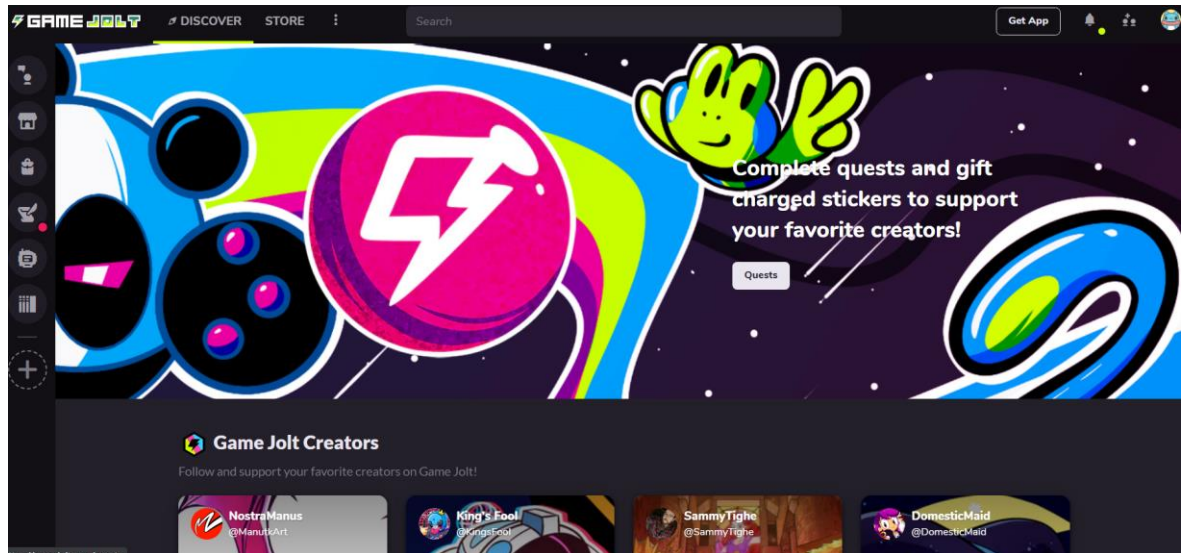 GAME JOLT
DISCOVER
STORE
Search
Get App
Complete quests and gift
charged stickers to support
your favorite creators!
Quests
Game Jolt Creators
Follow and support your favorite creators on Game Jolt!
NostraManus
@ManutkArt
King's Fool
@KingsFool
SammyTighe
@SammyTighe
DomesticMaid
@DomesticMaid